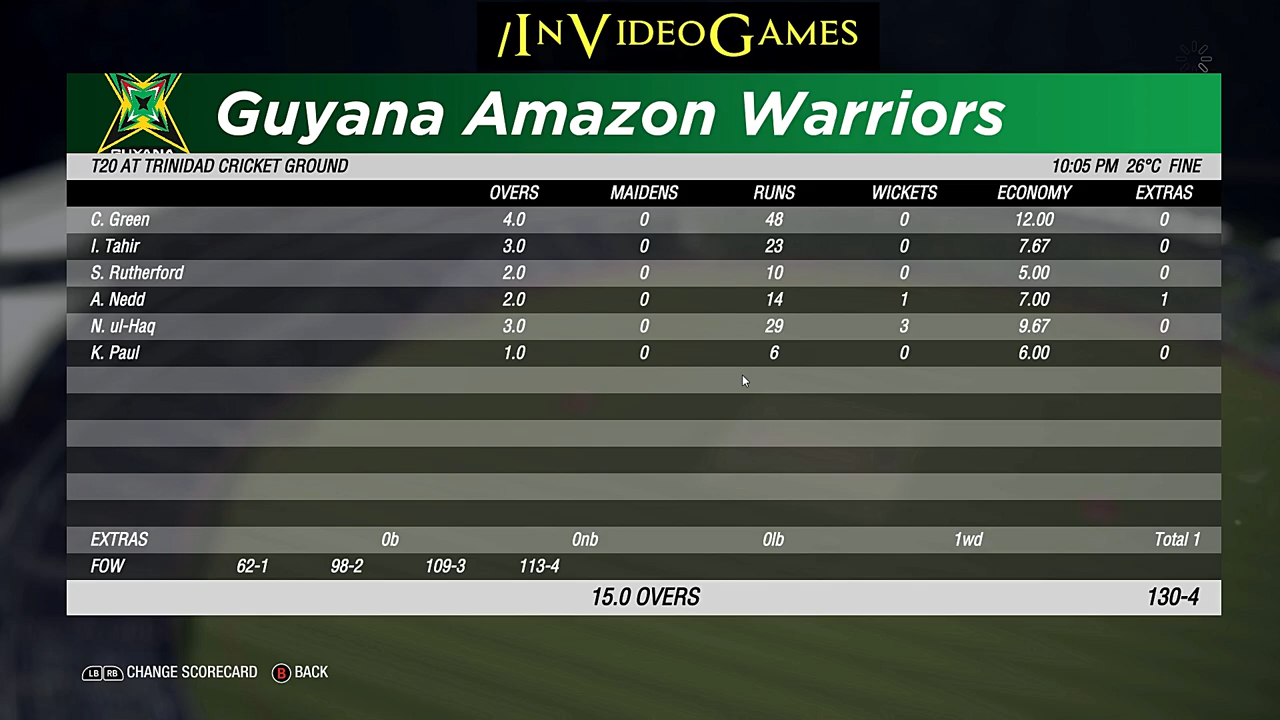 /INVIDEOGAMES
Guyana Amazon Warriors
T20 AT TRINIDAD CRICKET GROUND 10:05 PM 26°C FINE
OVERS MAIDENS RUNS WICKETS ECONOMY EXTRAS
C. Green 4.0 0 48 0 12.00 0
I. Tahir 3.0 0 23 0 7.67 0
S. Rutherford 2.0 0 10 0 5.00 0
A. Nedd 2.0 0 14 1 7.00 1
N. ul-Haq 3.0 0 29 3 9.67 0
K. Paul 1.0 0 6 0 6.00 0
EXTRAS 0b 0nb 0lb 1wd Total 1
FOW 62-1 98-2 109-3 113-4
15.0 OVERS 130-4
LB RB CHANGE SCORECARD B BACK